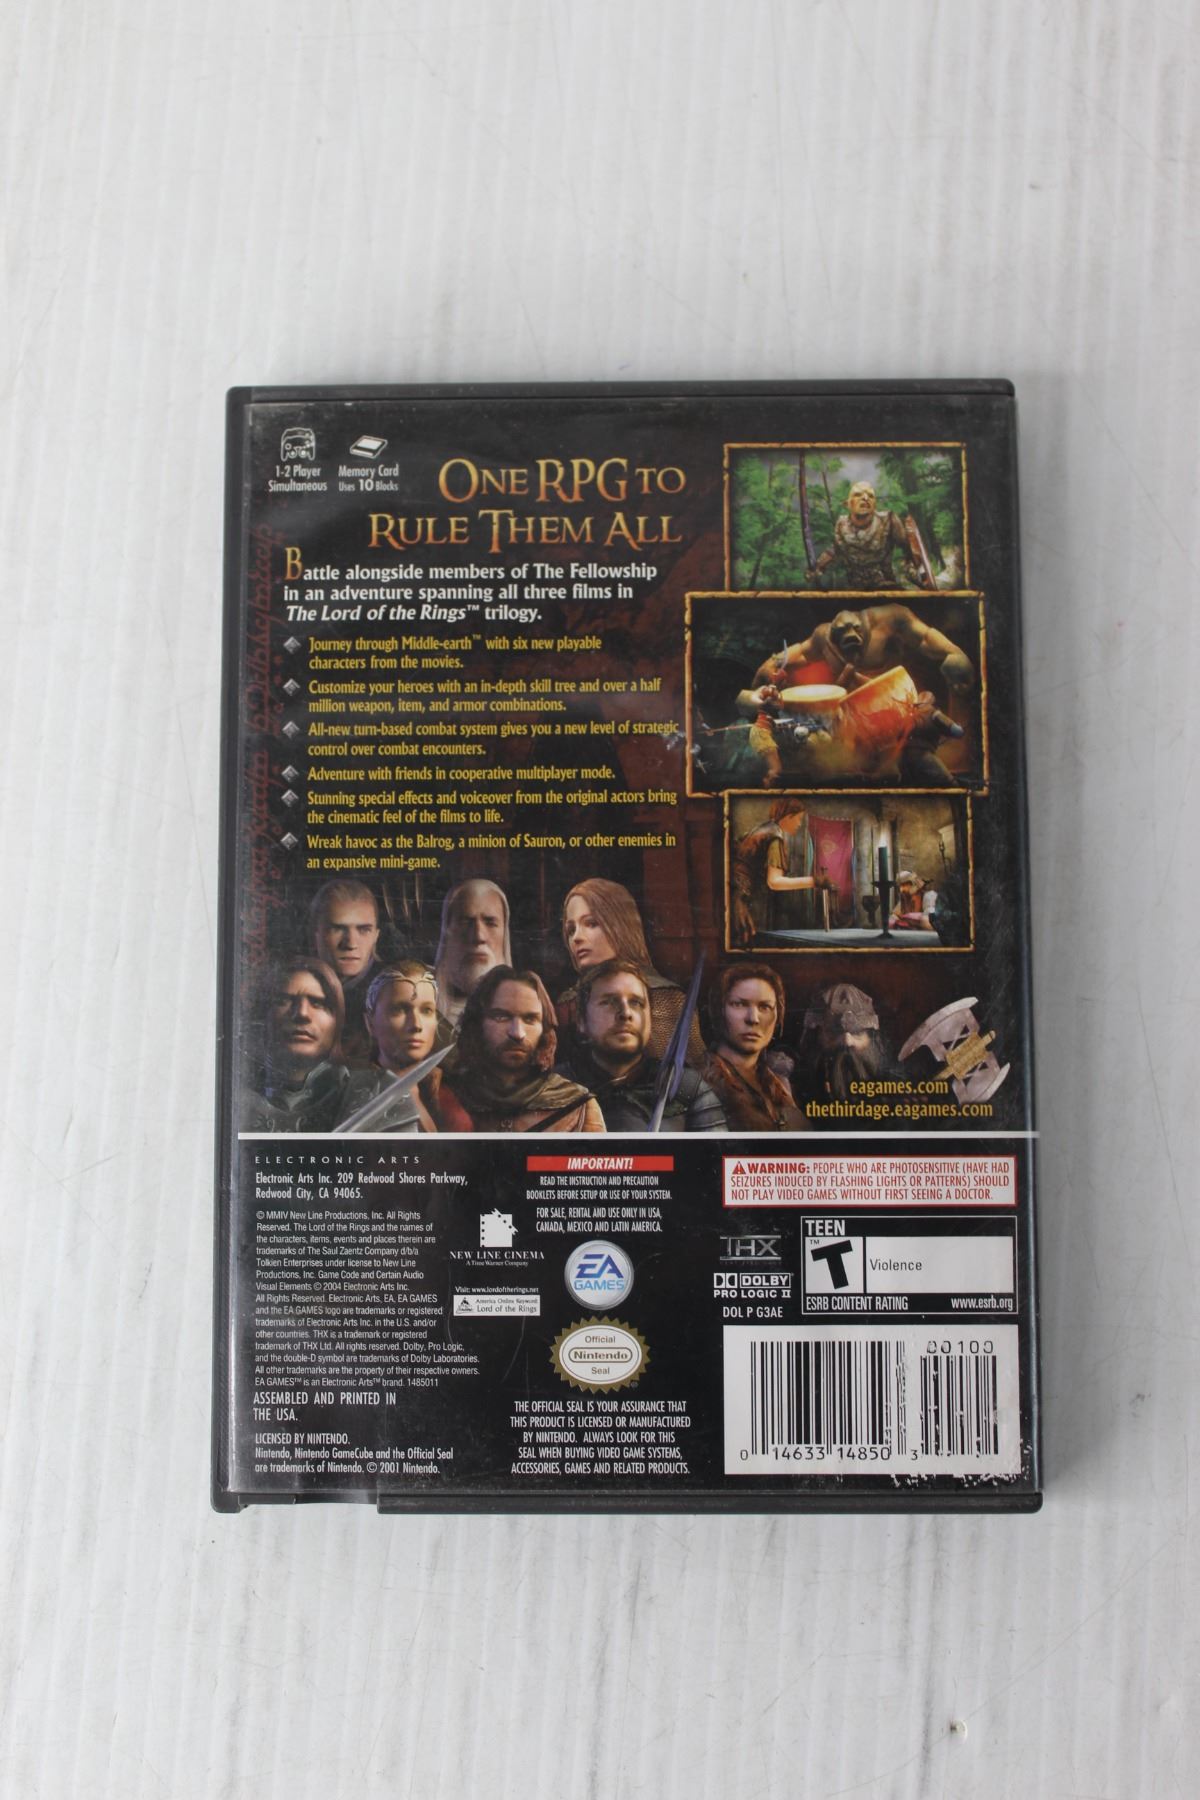 1-2 Player
Simultaneous
Memory Card
Uses 10 Blocks
ONE RPG TO
RULE THEM ALL
Battle alongside members of The Fellowship
in an adventure spanning all three films in
The Lord of the Rings™ trilogy.
Journey through Middle-earth™ with six new playable
characters from the movies.
Customize your heroes with an in-depth skill tree and over a half
million weapon, item, and armor combinations.
All-new turn-based combat system gives you a new level of strategic
control over combat encounters.
Adventure with friends in cooperative multiplayer mode.
Stunning special effects and voiceover from the original actors bring
the cinematic feel of the films to life.
Wreak havoc as the Balrog, a minion of Sauron, or other enemies in
an expansive mini-game.
eagames.com
thethirdage.eagames.com
ELECTRONIC ARTS
Electronic Arts Inc. 209 Redwood Shores Parkway,
Redwood City, CA 94065.
© MMIV New Line Productions, Inc. All Rights
Reserved. The Lord of the Rings and the names of
the characters, items, events and places therein are
trademarks of The Saul Zaentz Company d/b/a
Tolkien Enterprises under license to New Line
Productions, Inc. Game Code and Certain Audio
Visual Elements © 2004 Electronic Arts Inc.
All Rights Reserved. Electronic Arts, EA, EA GAMES
and the EA GAMES logo are trademarks or registered
trademarks of Electronic Arts Inc. in the U.S. and/or
other countries. THX is a trademark or registered
trademark of THX Ltd. All rights reserved. Dolby, Pro Logic,
and the double-D symbol are trademarks of Dolby Laboratories.
All other trademarks are the property of their respective owners.
EA GAMES™ is an Electronic Arts™ brand. 1485011
ASSEMBLED AND PRINTED IN
THE USA.
LICENSED BY NINTENDO.
Nintendo, Nintendo GameCube and the Official Seal
are trademarks of Nintendo. © 2001 Nintendo.
IMPORTANT!
READ THE INSTRUCTION AND PRECAUTION
BOOKLETS BEFORE SETUP OR USE OF YOUR SYSTEM.
FOR SALE, RENTAL AND USE ONLY IN USA,
CANADA, MEXICO AND LATIN AMERICA.
NEW LINE CINEMA
A Time Warner Company
Visit: www.lordoftherings.net
America Online Keyword:
Lord of the Rings
EA
GAMES™
Official
Nintendo
Seal
®
THE OFFICIAL SEAL IS YOUR ASSURANCE THAT
THIS PRODUCT IS LICENSED OR MANUFACTURED
BY NINTENDO. ALWAYS LOOK FOR THIS
SEAL WHEN BUYING VIDEO GAME SYSTEMS,
ACCESSORIES, GAMES AND RELATED PRODUCTS.
WARNING: PEOPLE WHO ARE PHOTOSENSITIVE (HAVE HAD
SEIZURES INDUCED BY FLASHING LIGHTS OR PATTERNS) SHOULD
NOT PLAY VIDEO GAMES WITHOUT FIRST SEEING A DOCTOR.
THX
DOLBY
PRO LOGIC II
DOL P G3AE
TEEN
T™
Violence
ESRB CONTENT RATING www.esrb.org
00100
0 14633 14850 3